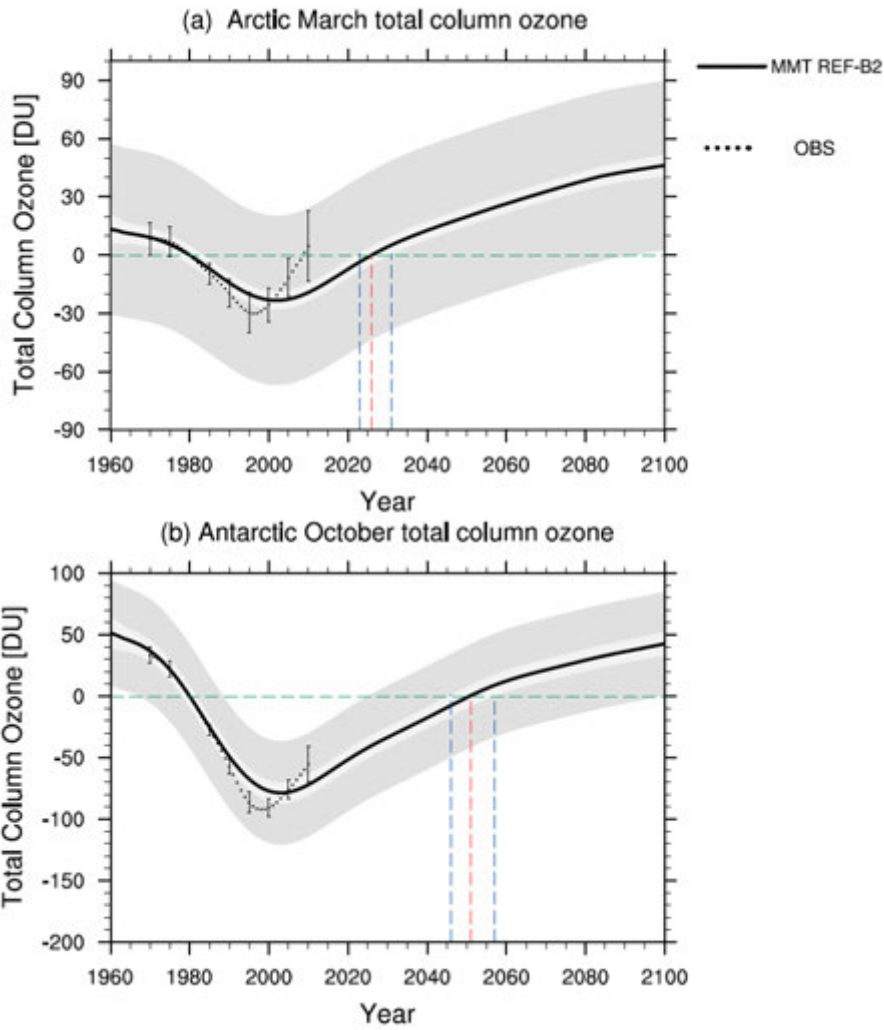 (a) Arctic March total column ozone
MMT REF-B2
OBS
Total Column Ozone [DU]
90
60
30
0
-30
-60
-90
1960 1980 2000 2020 2040 2060 2080 2100
Year
(b) Antarctic October total column ozone
Total Column Ozone [DU]
100
50
0
-50
-100
-150
-200
1960 1980 2000 2020 2040 2060 2080 2100
Year